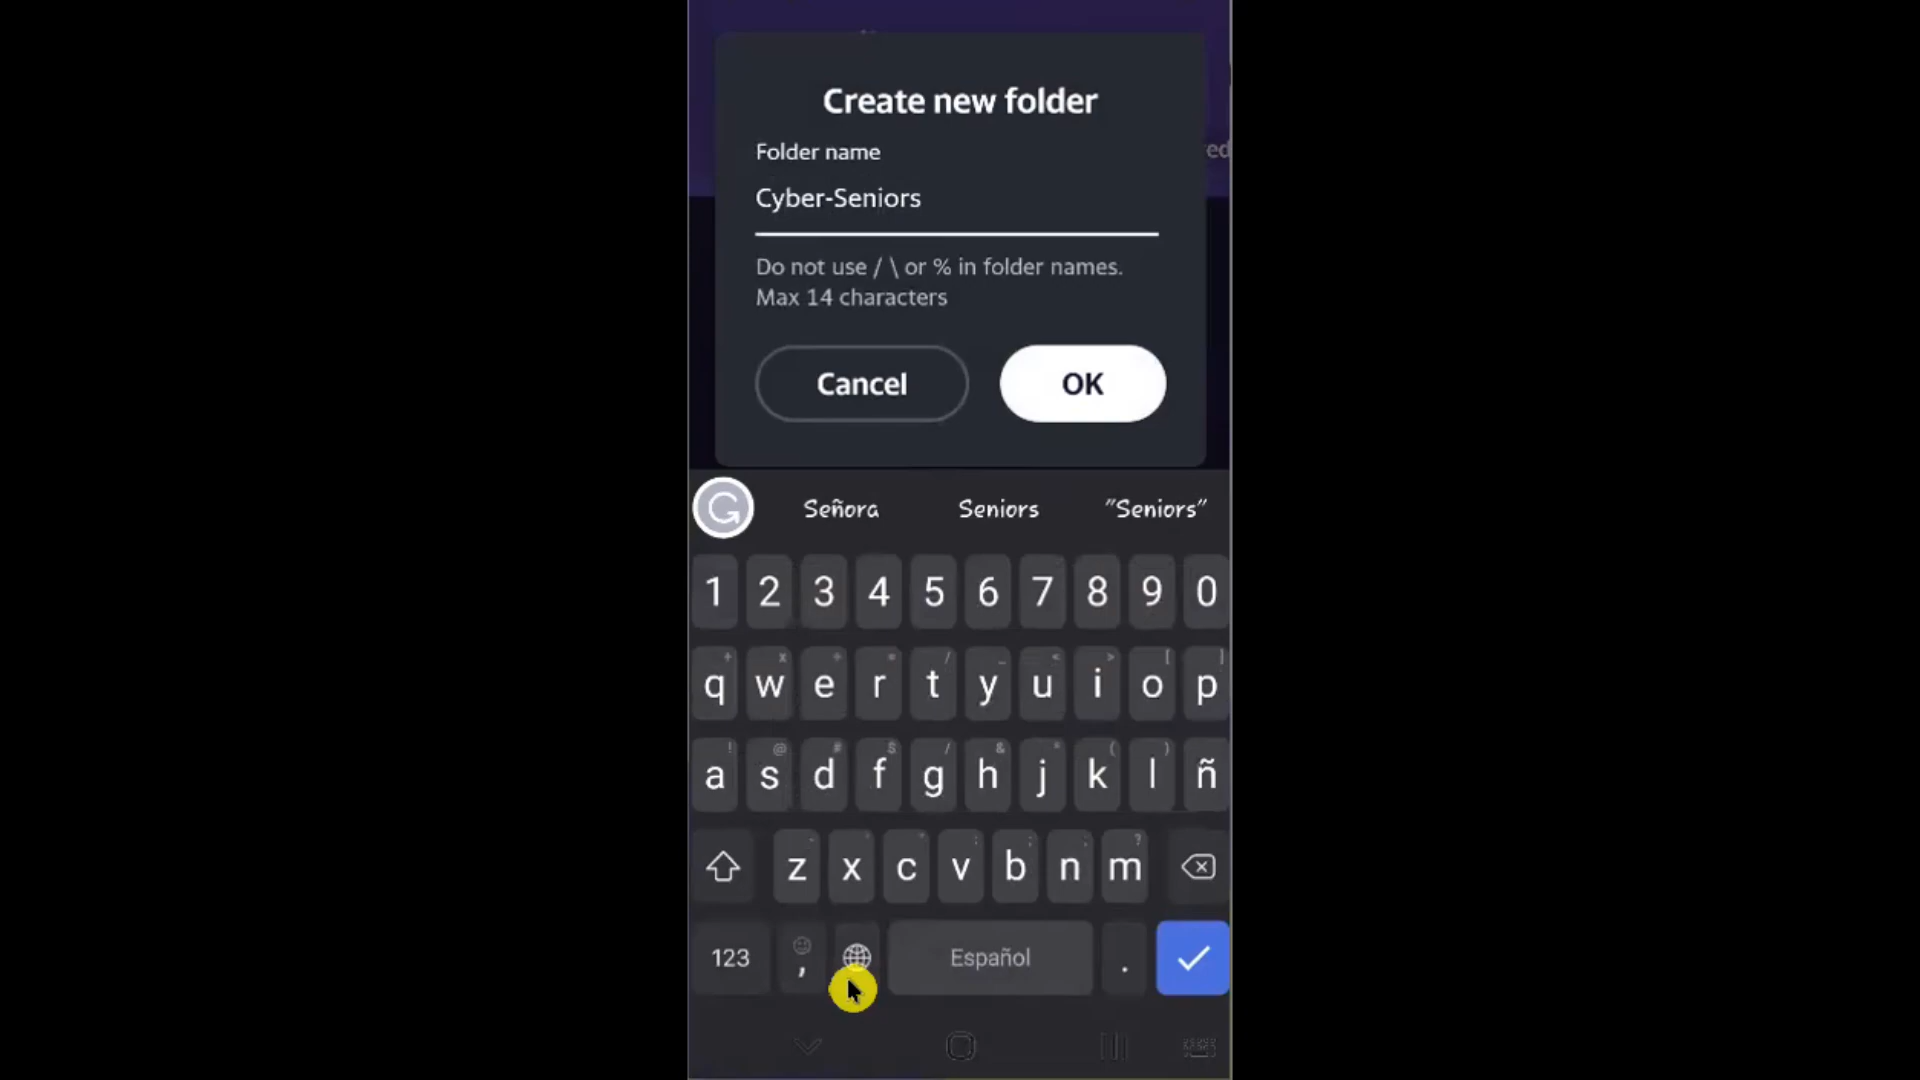 Create new folder
ed
Folder name
Cyber-Seniors
Do not use / \ or % in folder names.
Max 14 characters
Cancel OK
Señora Seniors "Seniors"
1 2 3 4 5 6 7 8 9 0
q w e r t y u i o p
a s d f g h j k l ñ
z x c v b n m
123 , Español .